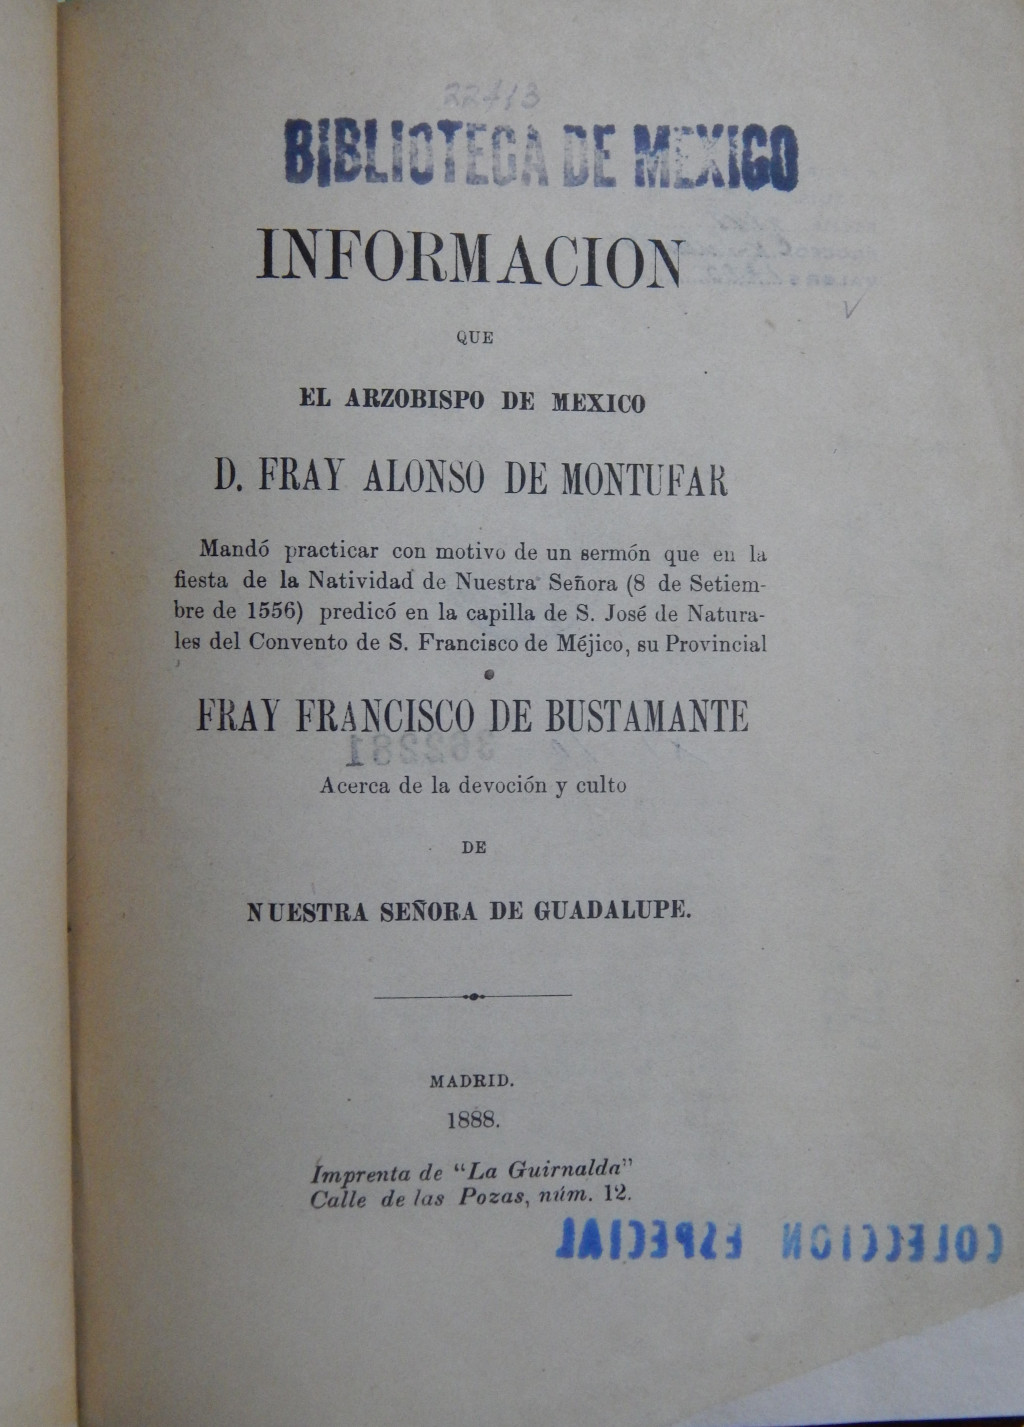 22413
BIBLIOTECA DE MEXICO
INFORMACION
QUE
EL ARZOBISPO DE MEXICO
D. FRAY ALONSO DE MONTUFAR
Mandó practicar con motivo de un sermón que en la
fiesta de la Natividad de Nuestra Señora (8 de Setiem-
bre de 1556) predicó en la capilla de S. José de Natura-
les del Convento de S. Francisco de Méjico, su Provincial
FRAY FRANCISCO DE BUSTAMANTE
362281
Acerca de la devoción y culto
DE
NUESTRA SEÑORA DE GUADALUPE.
MADRID.
1888.
Imprenta de "La Guirnalda"
Calle de las Pozas, núm. 12.
COLECCION ESPECIAL